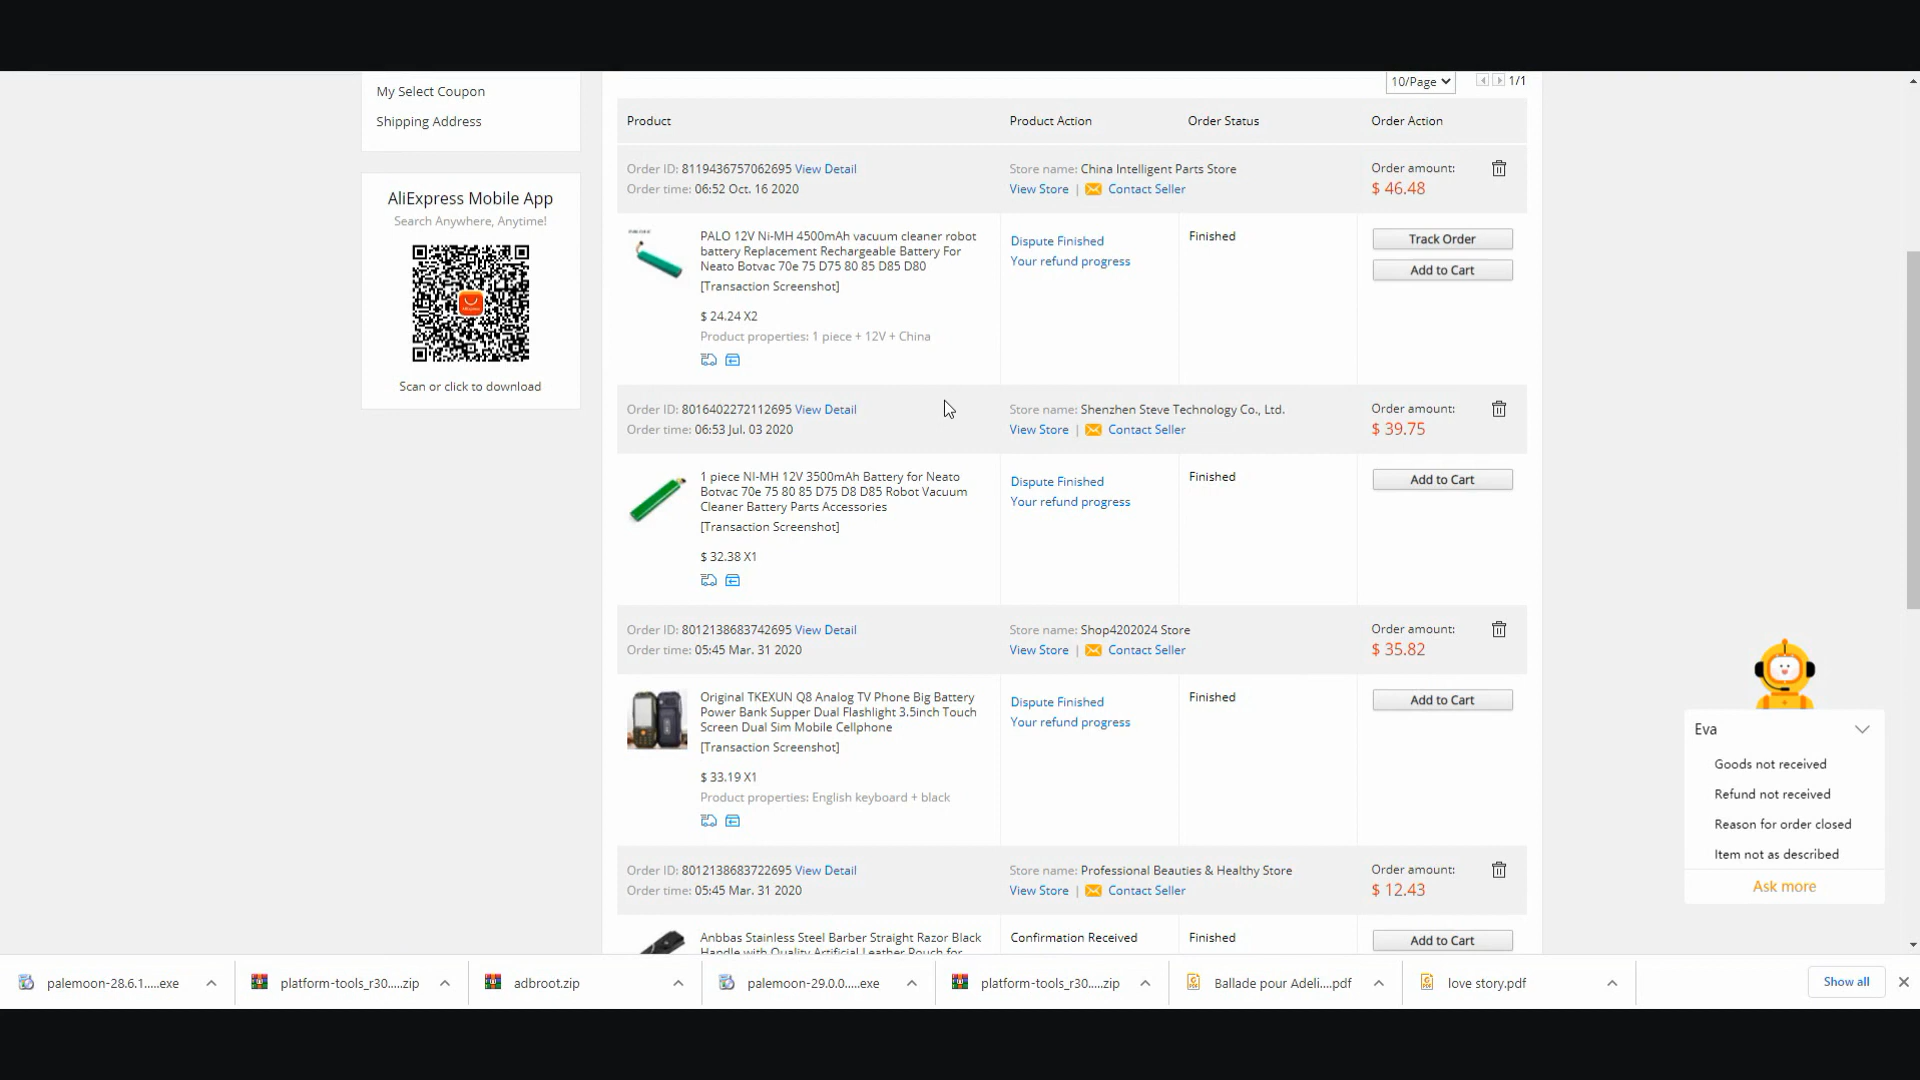 My Select Coupon
Shipping Address
AliExpress Mobile App
Search Anywhere, Anytime!
Scan or click to download
10/Page
1/1
Product
Product Action
Order Status
Order Action
Order ID: 8119436757062695 View Detail
Order time: 06:52 Oct. 16 2020
Store name: China Intelligent Parts Store
View Store | Contact Seller
Order amount:
$ 46.48
PALO 12V Ni-MH 4500mAh vacuum cleaner robot
battery Replacement Rechargeable Battery For
Neato Botvac 70e 75 D75 80 85 D85 D80
[Transaction Screenshot]
$ 24.24 X2
Product properties: 1 piece + 12V + China
Dispute Finished
Your refund progress
Finished
Track Order
Add to Cart
Order ID: 8016402272112695 View Detail
Order time: 06:53 Jul. 03 2020
Store name: Shenzhen Steve Technology Co., Ltd.
View Store | Contact Seller
Order amount:
$ 39.75
1 piece NI-MH 12V 3500mAh Battery for Neato
Botvac 70e 75 80 85 D75 D8 D85 Robot Vacuum
Cleaner Battery Parts Accessories
[Transaction Screenshot]
$ 32.38 X1
Dispute Finished
Your refund progress
Finished
Add to Cart
Order ID: 8012138683742695 View Detail
Order time: 05:45 Mar. 31 2020
Store name: Shop4202024 Store
View Store | Contact Seller
Order amount:
$ 35.82
Original TKEXUN Q8 Analog TV Phone Big Battery
Power Bank Supper Dual Flashlight 3.5inch Touch
Screen Dual Sim Mobile Cellphone
[Transaction Screenshot]
$ 33.19 X1
Product properties: English keyboard + black
Dispute Finished
Your refund progress
Finished
Add to Cart
Order ID: 8012138683722695 View Detail
Order time: 05:45 Mar. 31 2020
Store name: Professional Beauties & Healthy Store
View Store | Contact Seller
Order amount:
$ 12.43
Anbbas Stainless Steel Barber Straight Razor Black
Handle with Quality Artificial Leather Pouch for
Confirmation Received
Finished
Add to Cart
Eva
Goods not received
Refund not received
Reason for order closed
Item not as described
Ask more
palemoon-28.6.1.....exe
platform-tools_r30.....zip
adbroot.zip
palemoon-29.0.0.....exe
platform-tools_r30.....zip
Ballade pour Adeli....pdf
love story.pdf
Show all